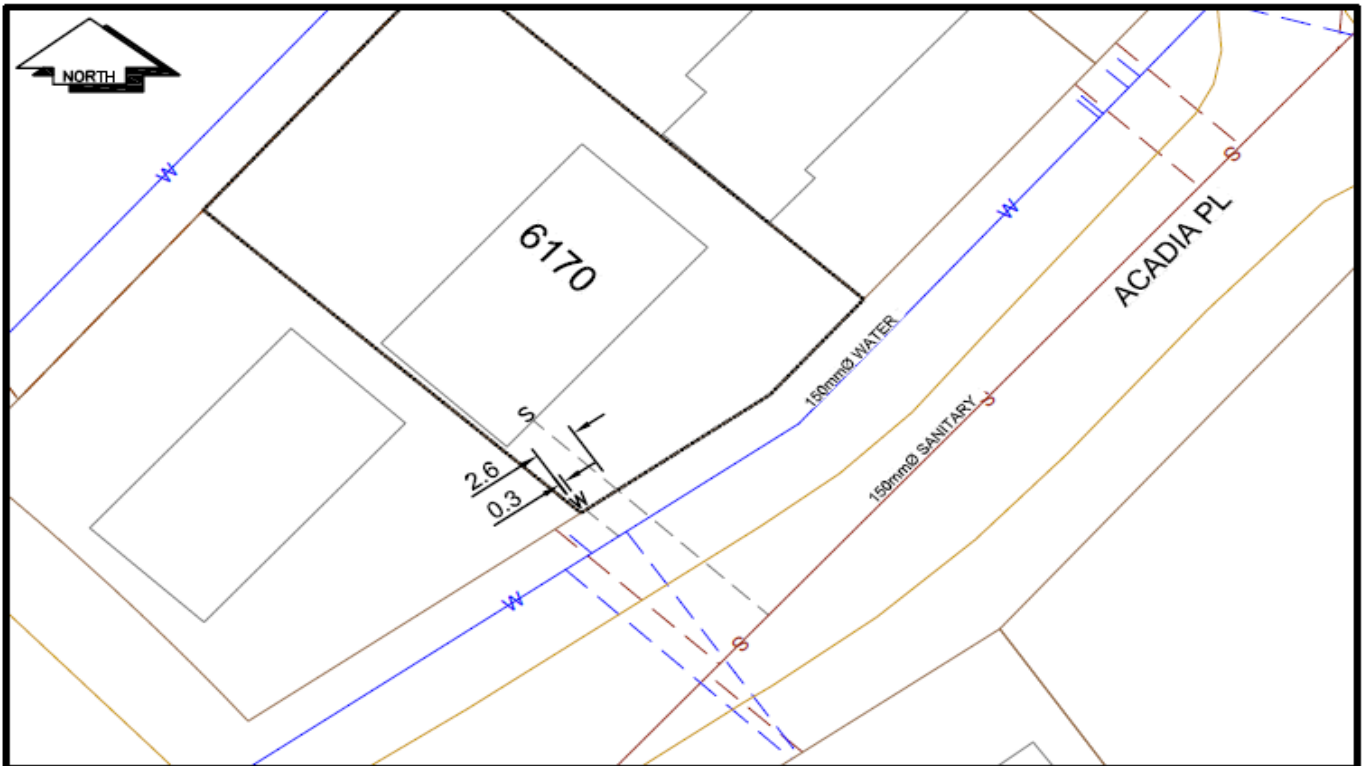 NORTH
W
6170
S
W
ACADIA PL
150mmØ WATER
S
150mmØ SANITARY
S
2.6
0.3
W
W
S